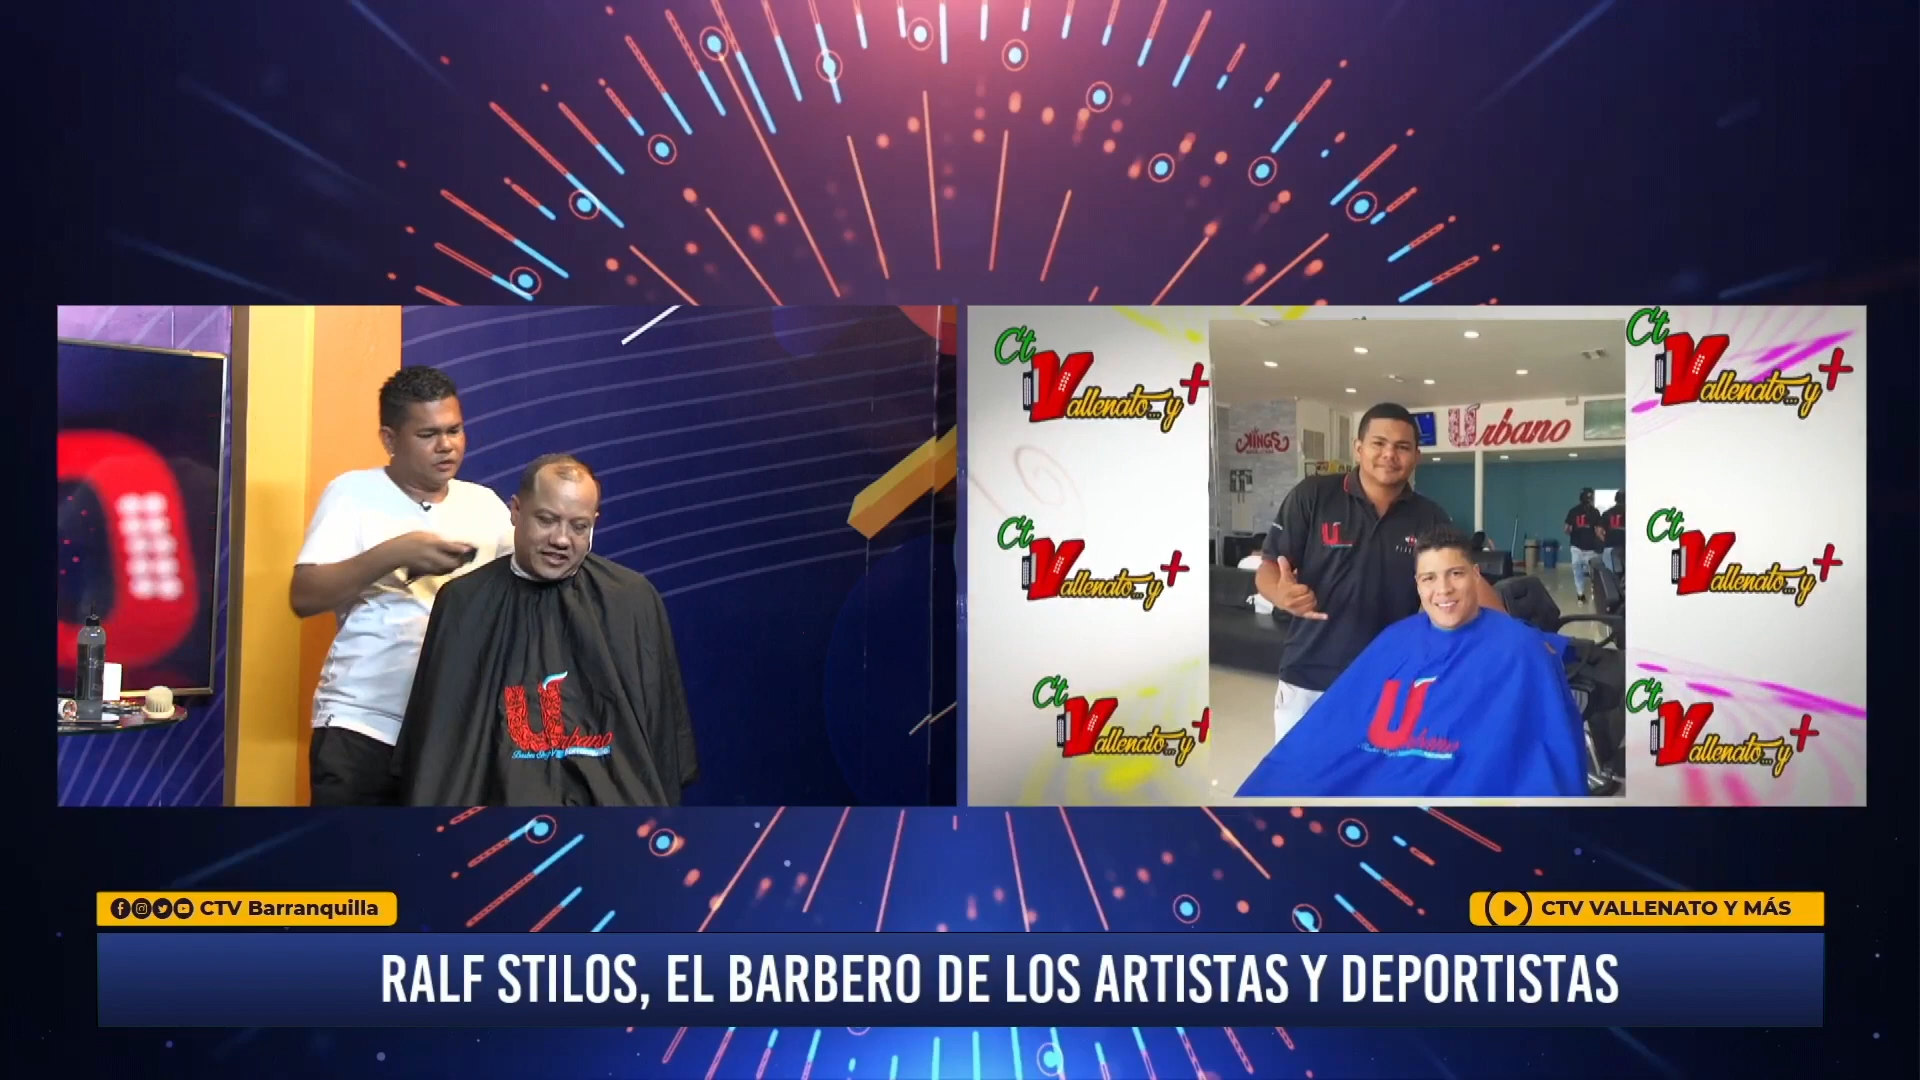 Ct Vallenato... y +
Ct Vallenato... y +
Ct Vallenato... y +
KINGS
Urbano
Ct Vallenato... y +
Ct Vallenato... y +
Ct Vallenato... y +
U
Urbano
Urbano
CTV Barranquilla
CTV VALLENATO Y MÁS
RALF STILOS, EL BARBERO DE LOS ARTISTAS Y DEPORTISTAS